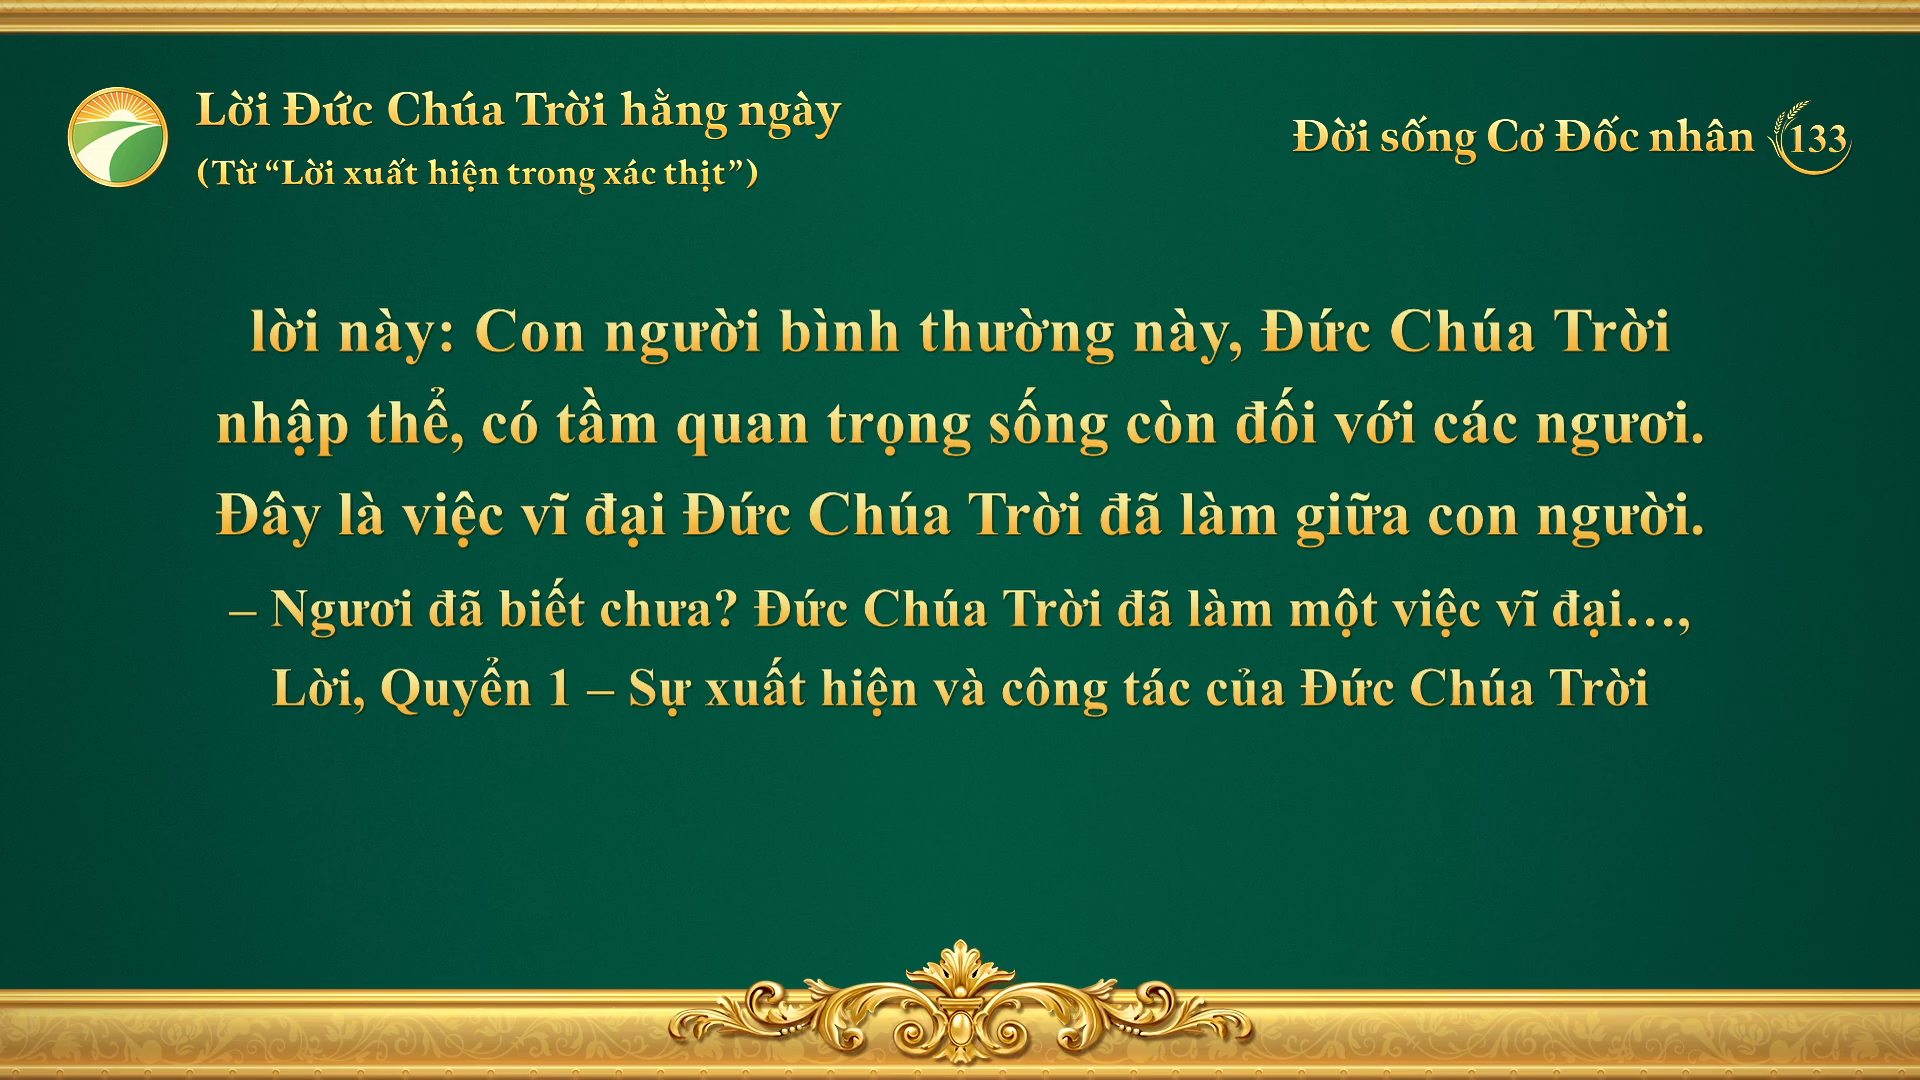 Lời Đức Chúa Trời hằng ngày
(Từ “Lời xuất hiện trong xác thịt”)
Đời sống Cơ Đốc nhân 133
lời này: Con người bình thường này, Đức Chúa Trời
nhập thể, có tầm quan trọng sống còn đối với các ngươi.
Đây là việc vĩ đại Đức Chúa Trời đã làm giữa con người.
– Ngươi đã biết chưa? Đức Chúa Trời đã làm một việc vĩ đại…,
Lời, Quyển 1 – Sự xuất hiện và công tác của Đức Chúa Trời